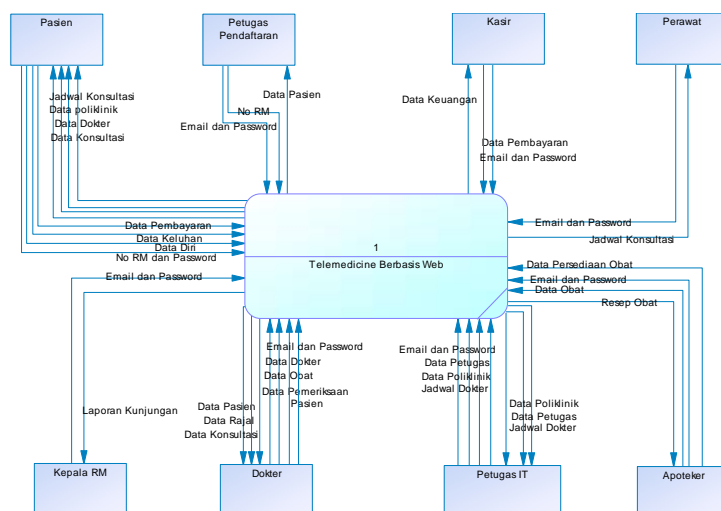 Pasien
Petugas
Pendaftaran
Kasir
Perawat
Jadwal Konsultasi
Data poliklinik
Data Dokter
Data Konsultasi
Data Pasien
No RM
Email dan Password
Data Keuangan
Data Pembayaran
Email dan Password
Data Pembayaran
Data Keluhan
Data Diri
No RM dan Password
Email dan Password
1
Telemedicine Berbasis Web
Email dan Password
Jadwal Konsultasi
Data Persediaan Obat
Email dan Password
Data Obat
Resep Obat
Laporan Kunjungan
Email dan Password
Data Dokter
Data Obat
Data Pemeriksaan
Pasien
Data Pasien
Data Rajal
Data Konsultasi
Email dan Password
Data Petugas
Data Poliklinik
Jadwal Dokter
Data Poliklinik
Data Petugas
Jadwal Dokter
Kepala RM
Dokter
Petugas IT
Apoteker